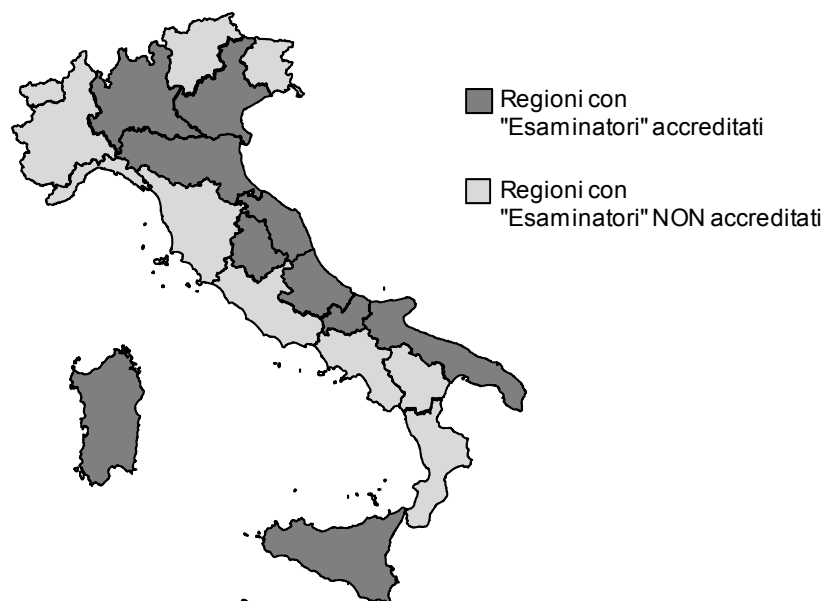 Regioni con
"Esaminatori" accreditati
Regioni con
"Esaminatori" NON accreditati